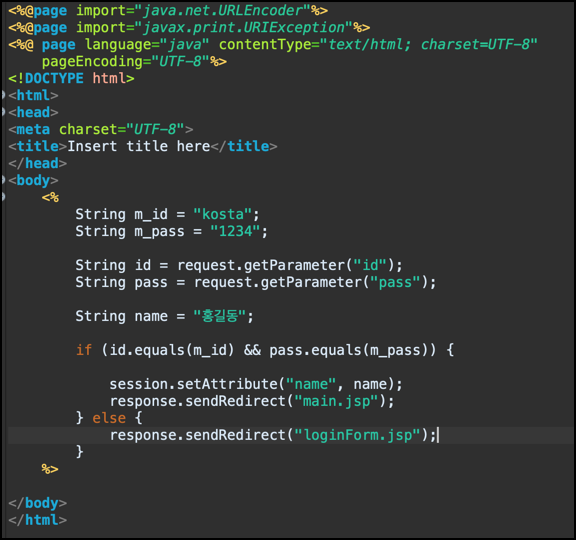 <%@page import="java.net.URLEncoder"%>
<%@page import="javax.print.URIException"%>
<%@ page language="java" contentType="text/html; charset=UTF-8"
    pageEncoding="UTF-8"%>
<!DOCTYPE html>
<html>
<head>
<meta charset="UTF-8">
<title>Insert title here</title>
</head>
<body>
    <%
        String m_id = "kosta";
        String m_pass = "1234";

        String id = request.getParameter("id");
        String pass = request.getParameter("pass");

        String name = "홍길동";

        if (id.equals(m_id) && pass.equals(m_pass)) {

            session.setAttribute("name", name);
            response.sendRedirect("main.jsp");
        } else {
            response.sendRedirect("loginForm.jsp");
        }
    %>

</body>
</html>